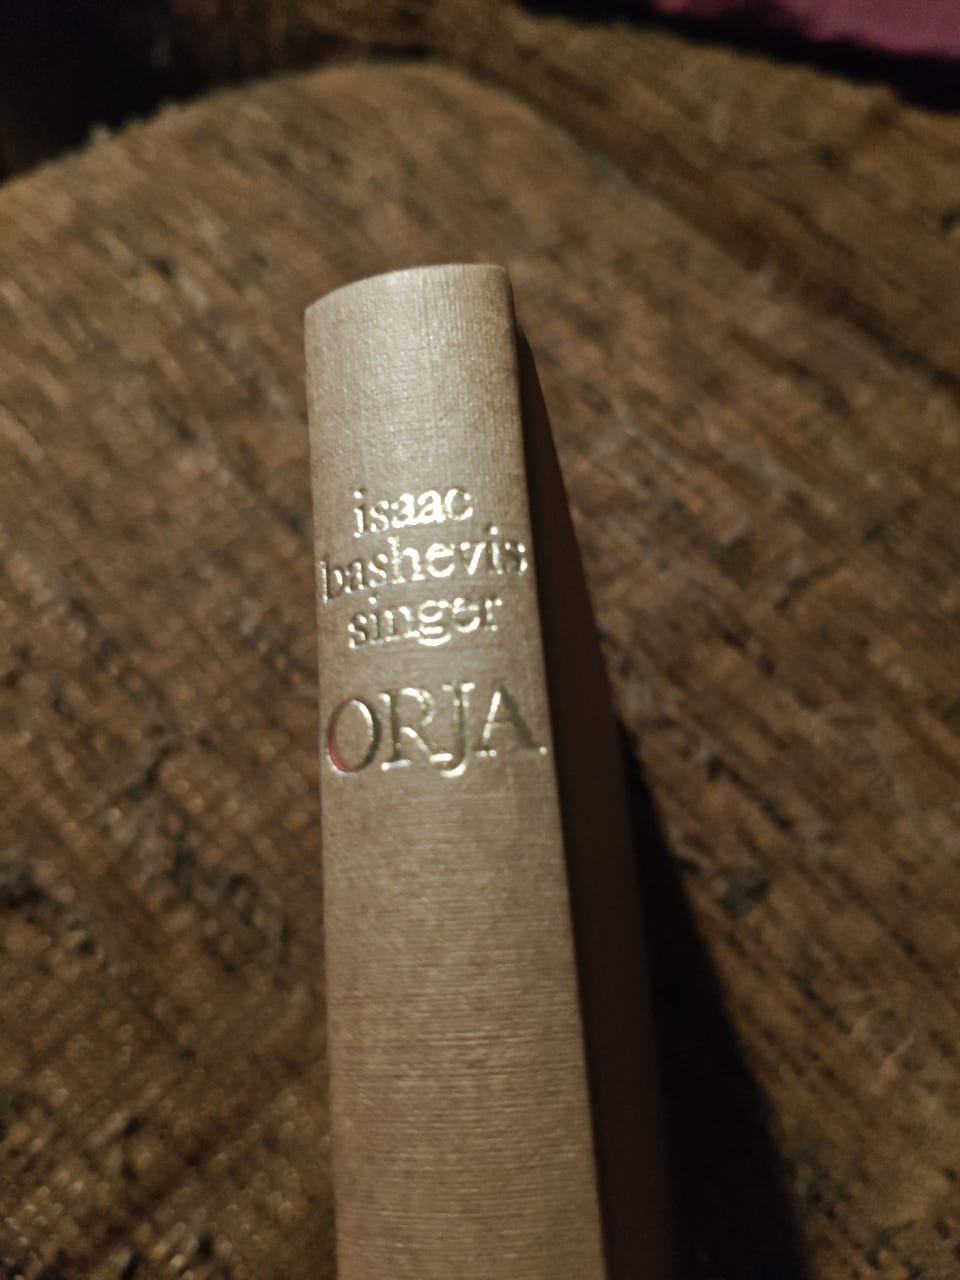 isaac
bashevis
singer
ORJA